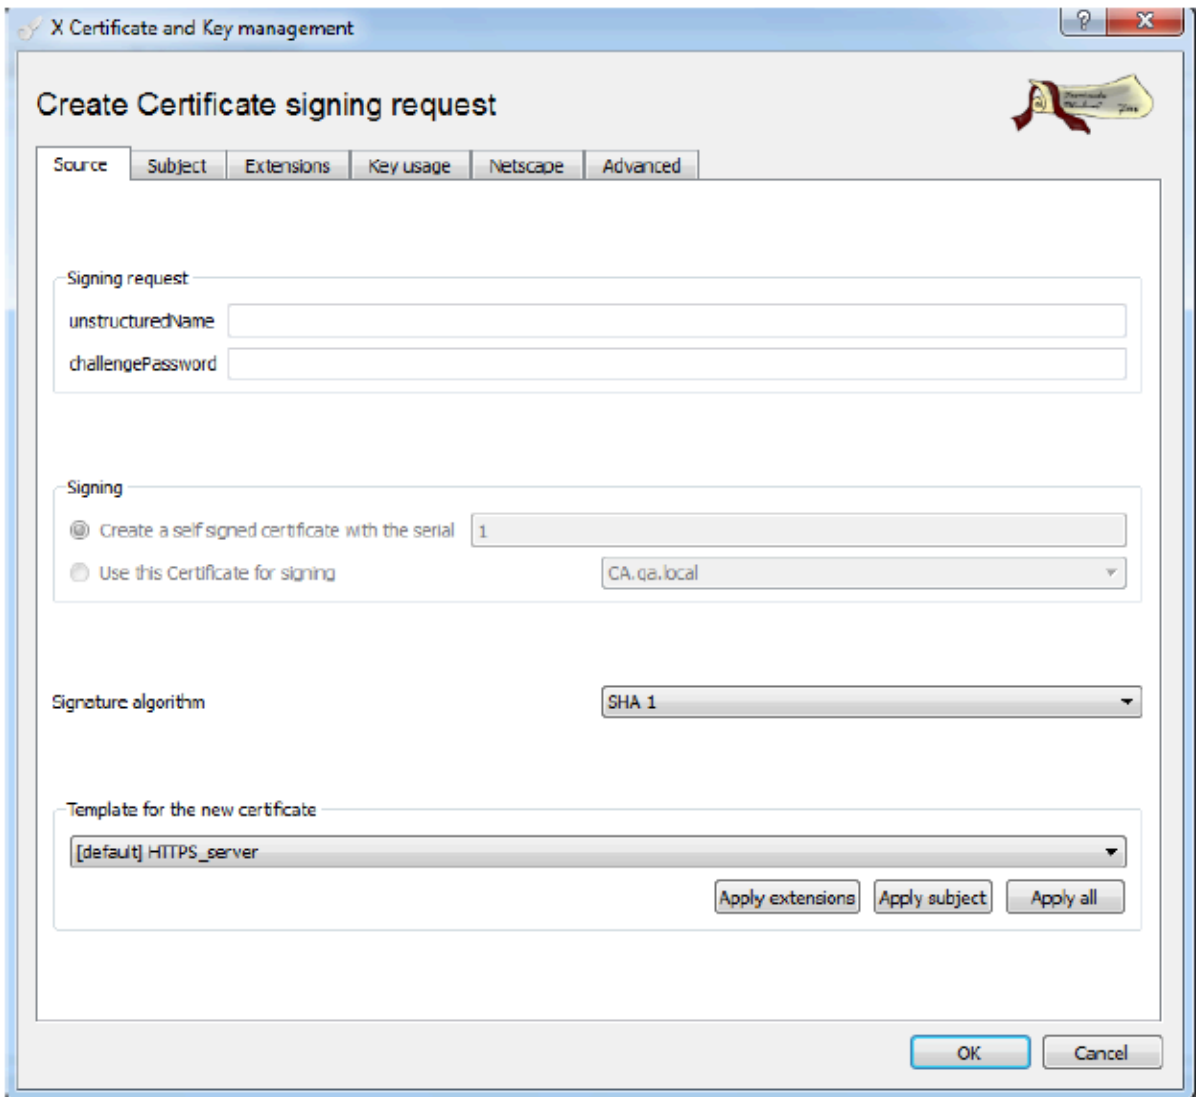 X Certificate and Key management
Create Certificate signing request
Source Subject Extensions Key usage Netscape Advanced
Signing request
unstructuredName
challengePassword
Signing
Create a self signed certificate with the serial 1
Use this Certificate for signing CA.qa.local
Signature algorithm SHA 1
Template for the new certificate
[default] HTTPS_server
Apply extensions Apply subject Apply all
OK Cancel